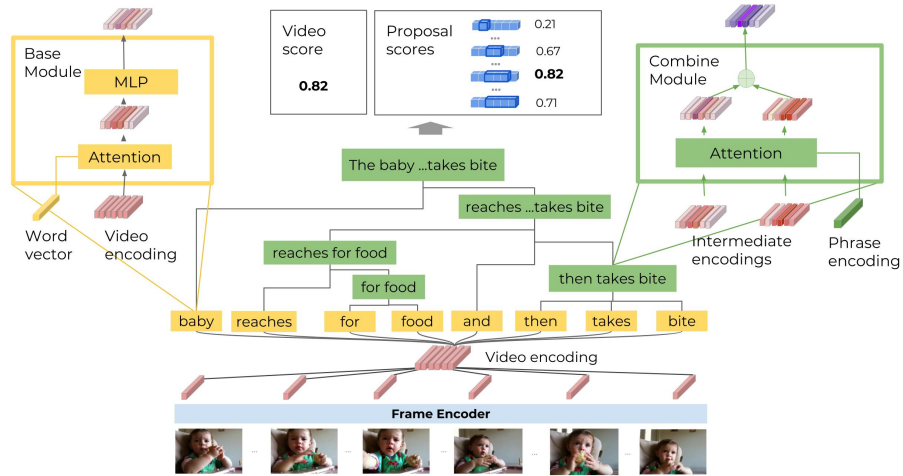 Base
Module
MLP
Attention
Word
vector
Video
encoding
Video
score
0.82
Proposal
scores
0.21
...
0.67
...
0.82
...
0.71
Combine
Module
Attention
Intermediate
encodings
Phrase
encoding
The baby ...takes bite
reaches ...takes bite
reaches for food
for food
then takes bite
baby reaches for food and then takes bite
Video encoding
Frame Encoder
... ... ... ... ...